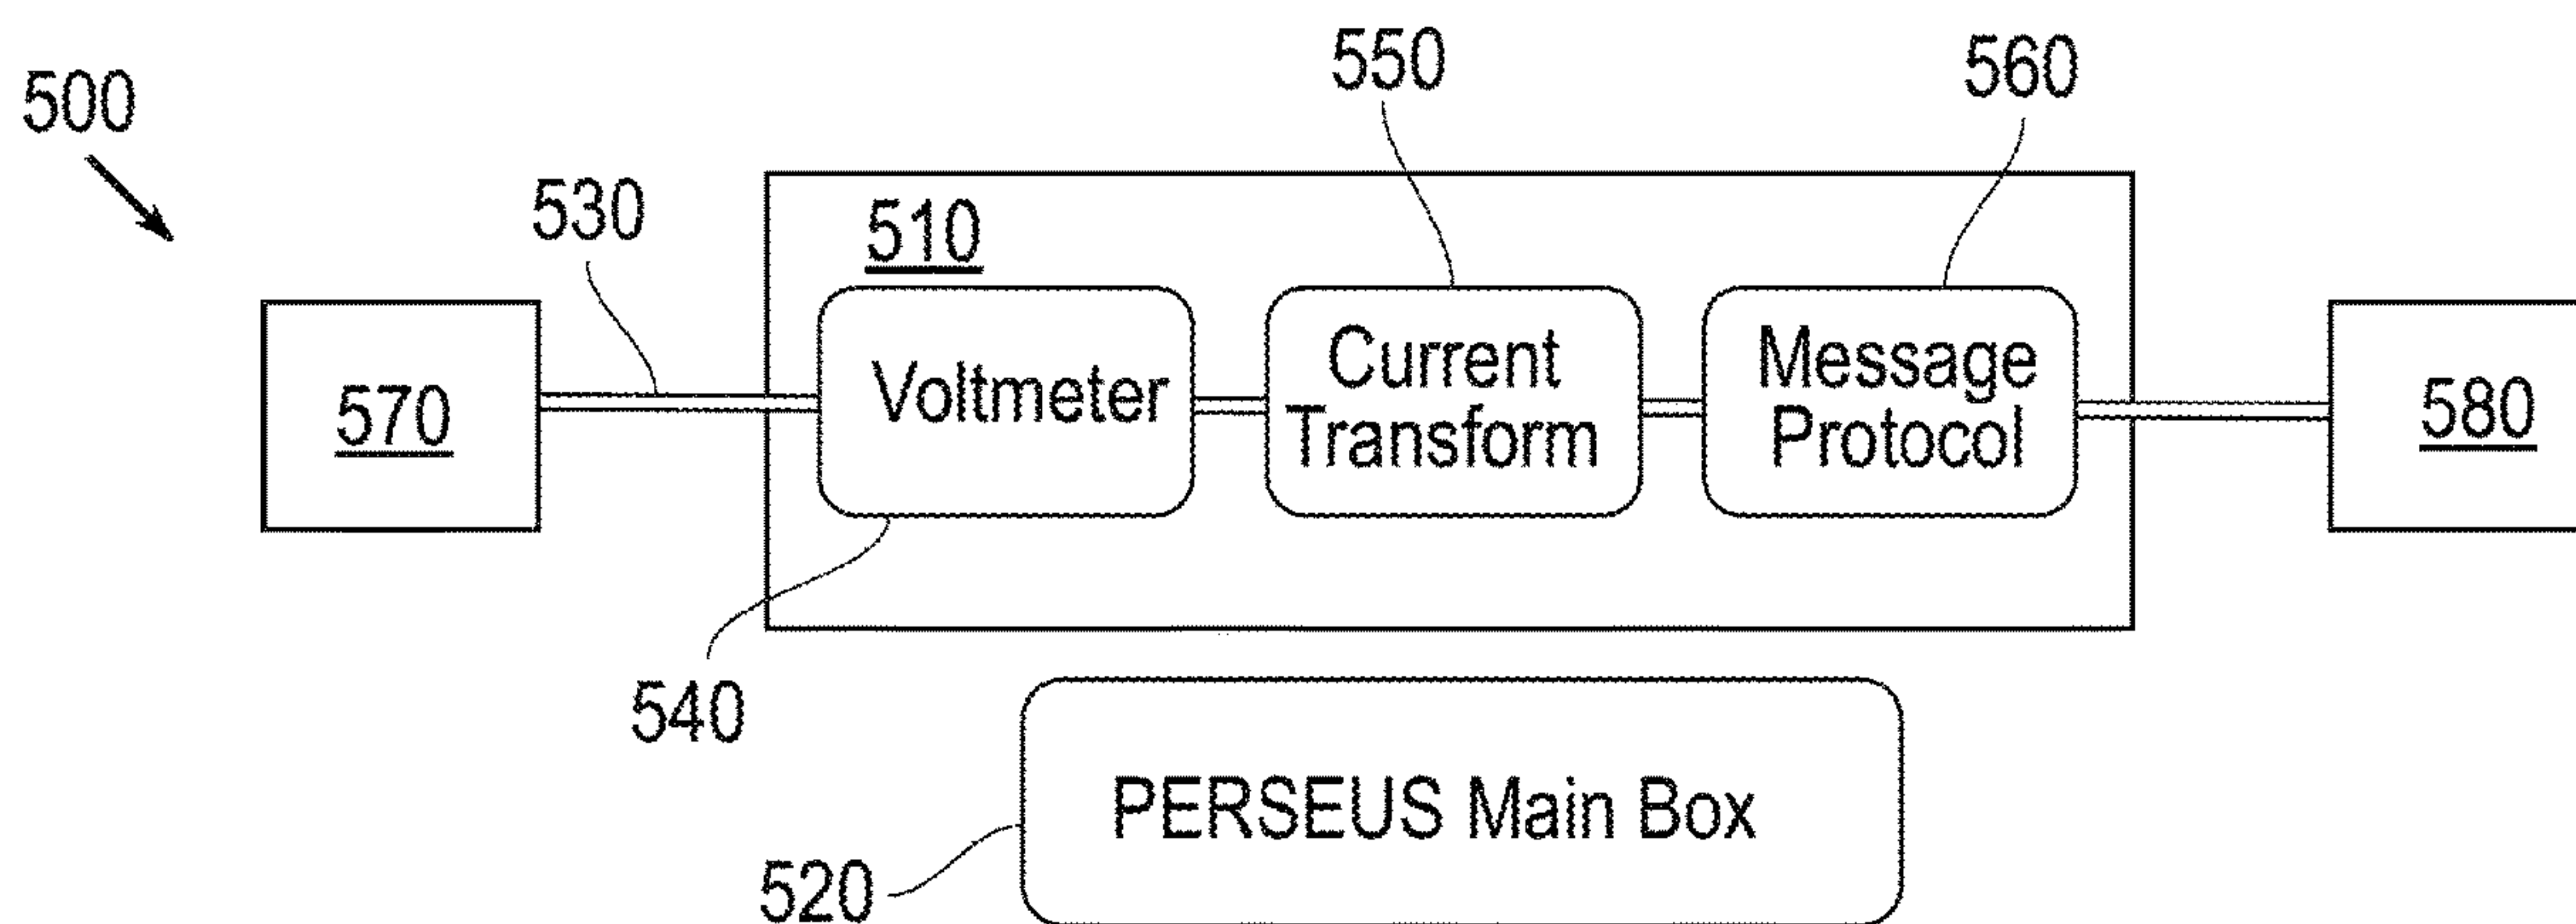 500
550
560
530
510
570
Voltmeter
Current
Transform
Message
Protocol
580
540
PERSEUS Main Box
520